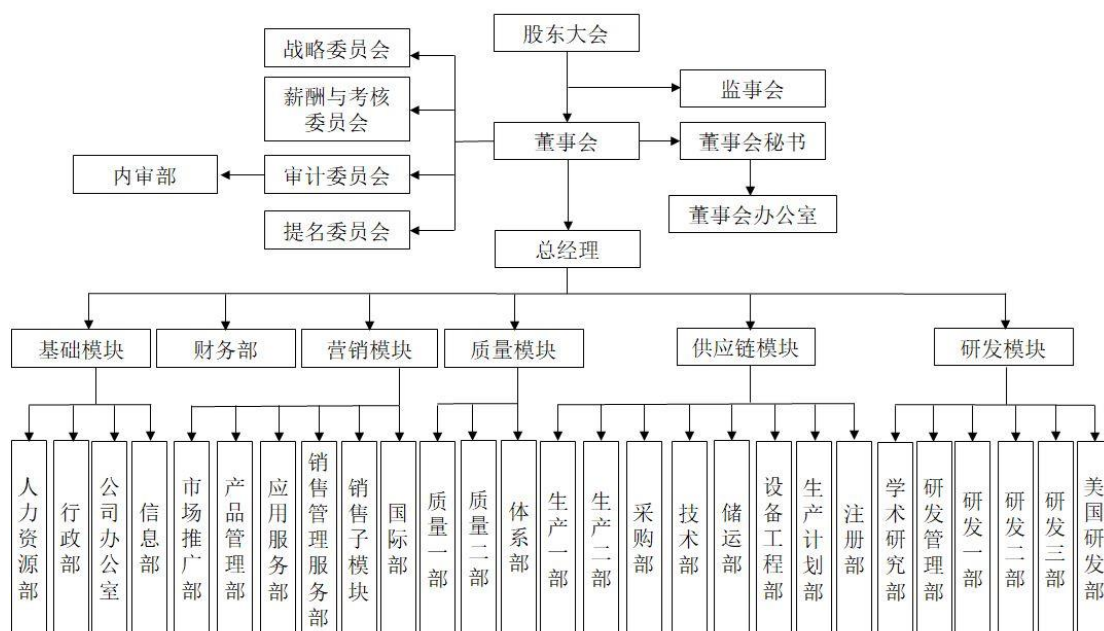 股东大会
战略委员会
监事会
薪酬与考核
委员会
董事会
董事会秘书
内审部
审计委员会
董事会办公室
提名委员会
总经理
基础模块
财务部
营销模块
质量模块
供应链模块
研发模块
人力资源部
行政部
公司办公室
信息部
市场推广部
产品管理部
应用服务部
销售管理服务部
销售子模块
国际部
质量一部
质量二部
体系部
生产一部
生产二部
采购部
技术部
储运部
设备工程部
生产计划部
注册部
学术研究部
研发管理部
研发一部
研发二部
研发三部
美国研发部